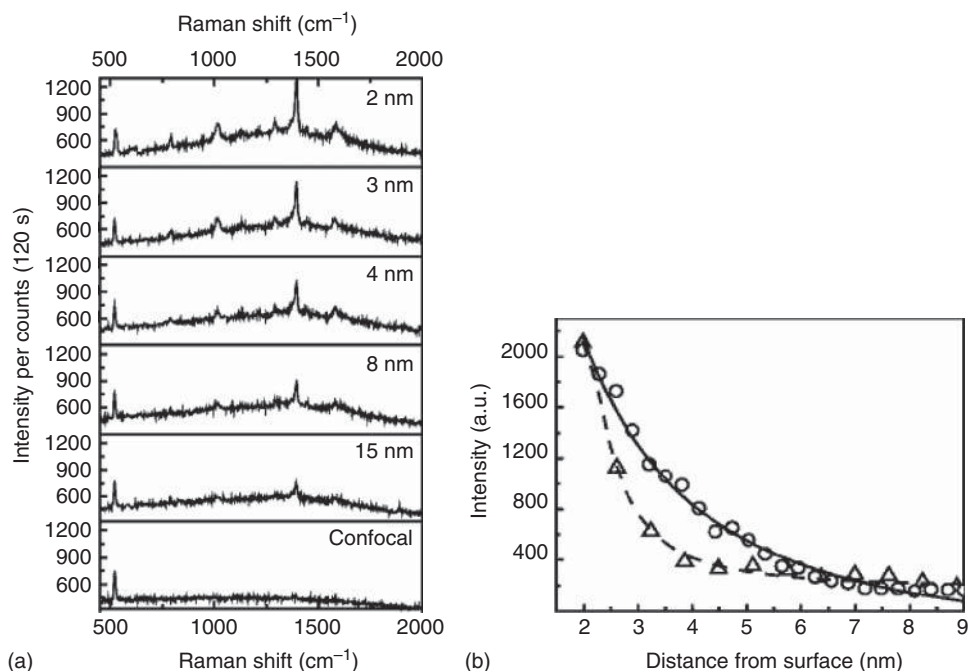 Raman shift (cm⁻¹)
500 1000 1500 2000
Intensity per counts (120 s)
1200
900
600
2 nm
1200
900
600
3 nm
1200
900
600
4 nm
1200
900
600
8 nm
1200
900
600
15 nm
1200
900
600
Confocal
500 1000 1500 2000
(a) Raman shift (cm⁻¹)
Intensity (a.u.)
2000
1600
1200
800
400
2 3 4 5 6 7 8 9
(b) Distance from surface (nm)